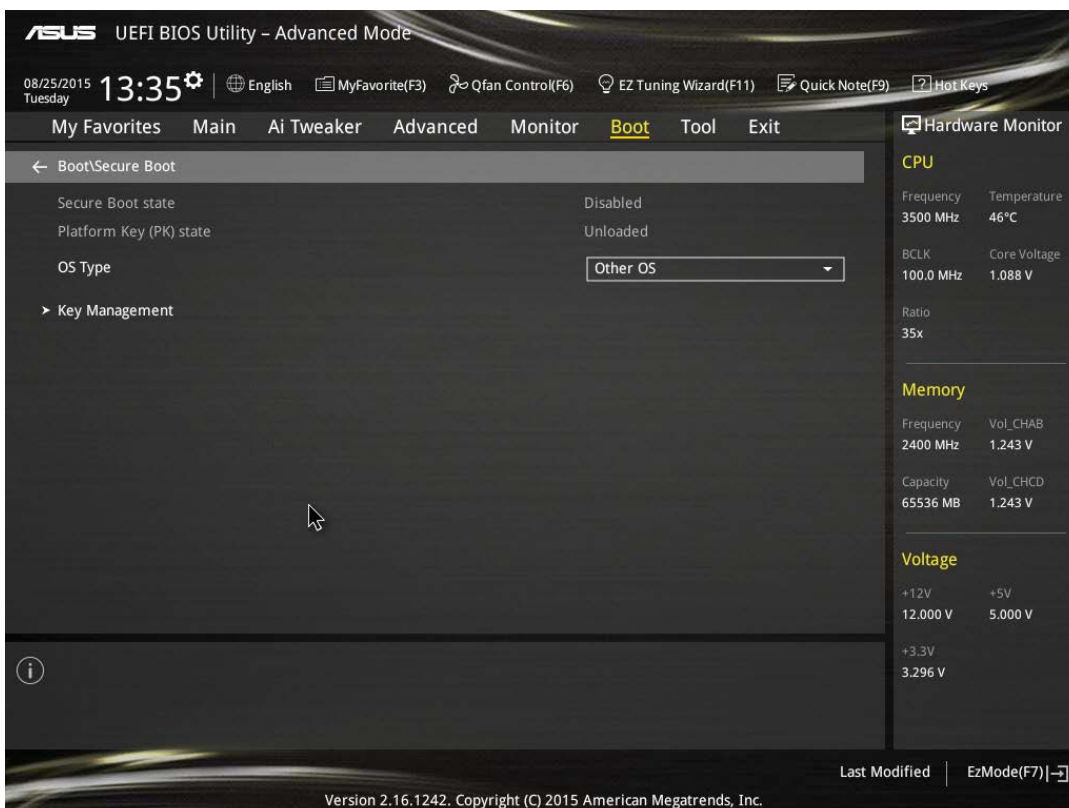 ASUS UEFI BIOS Utility – Advanced Mode
08/25/2015
Tuesday
13:35
English MyFavorite(F3) Qfan Control(F6) EZ Tuning Wizard(F11) Quick Note(F9) ? Hot Keys
My Favorites Main Ai Tweaker Advanced Monitor Boot Tool Exit
← Boot\Secure Boot
Secure Boot state Disabled
Platform Key (PK) state Unloaded
OS Type Other OS
> Key Management
Hardware Monitor
CPU
Frequency Temperature
3500 MHz 46°C
BCLK Core Voltage
100.0 MHz 1.088 V
Ratio
35x
Memory
Frequency Vol_CHAB
2400 MHz 1.243 V
Capacity Vol_CHCD
65536 MB 1.243 V
Voltage
+12V +5V
12.000 V 5.000 V
+3.3V
3.296 V
Last Modified EzMode(F7)
Version 2.16.1242. Copyright (C) 2015 American Megatrends, Inc.